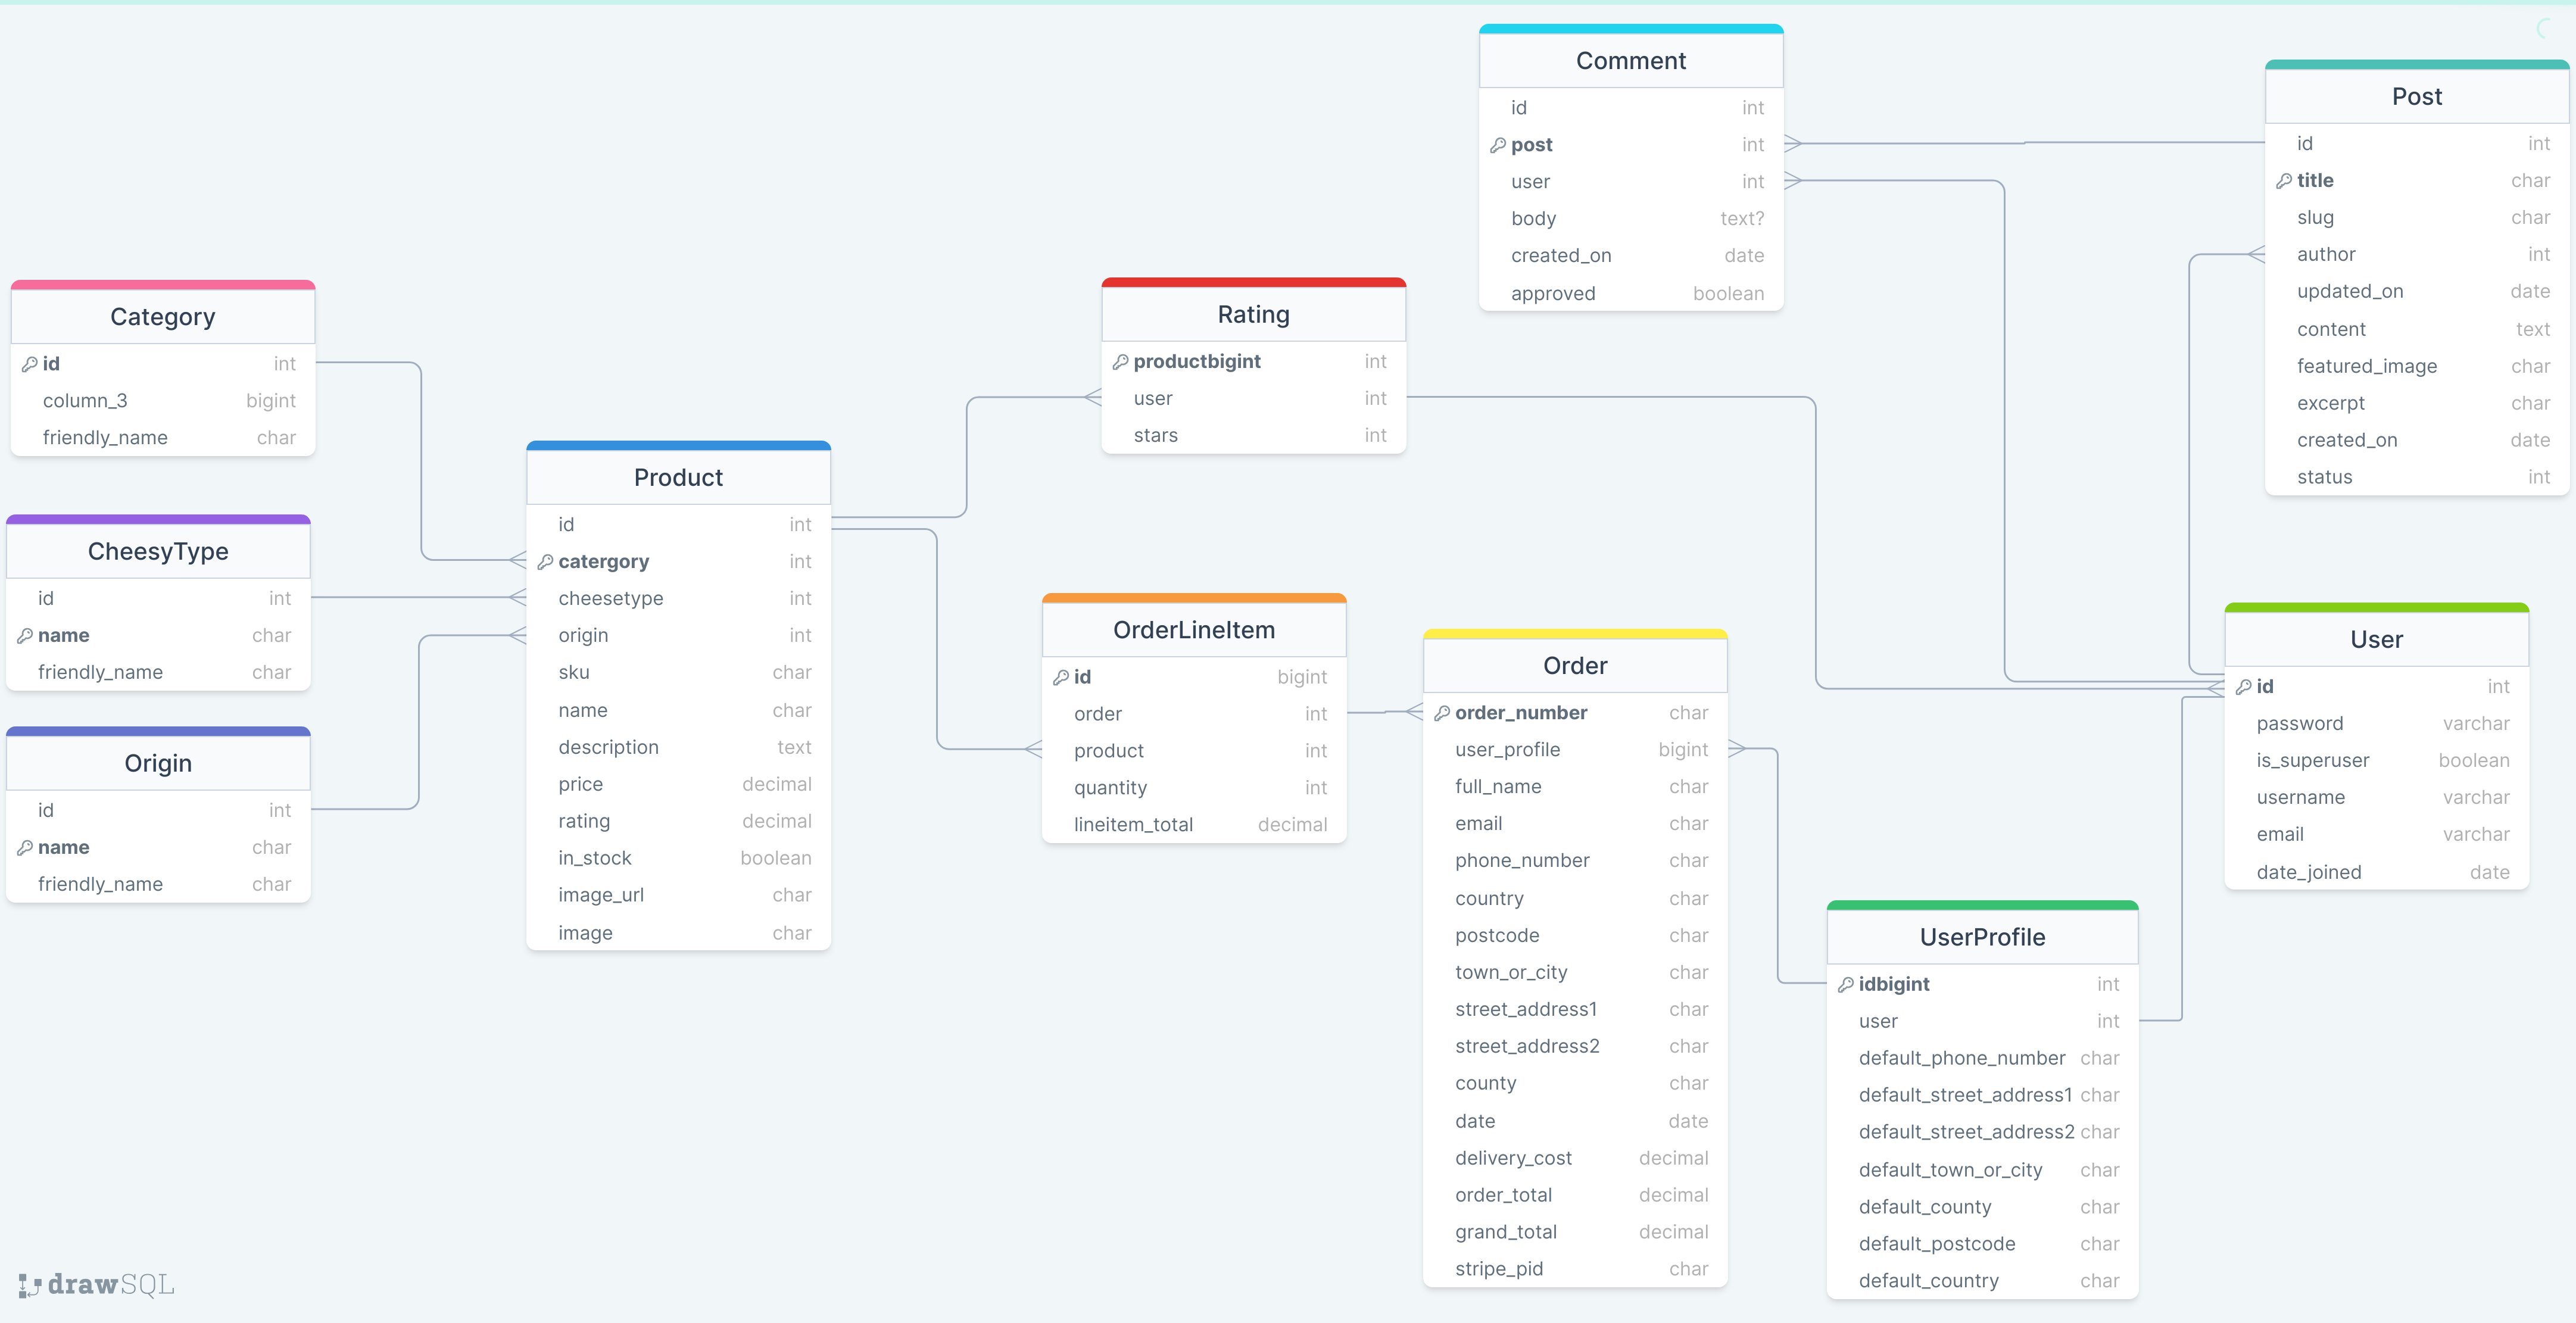 Comment
id int
post int
user int
body text?
created_on date
approved boolean
Post
id int
title char
slug char
author int
updated_on date
content text
featured_image char
excerpt char
created_on date
status int
Category
id int
column_3 bigint
friendly_name char
Rating
productbigint int
user int
stars int
Product
id int
catergory int
cheesetype int
origin int
sku char
name char
description text
price decimal
rating decimal
in_stock boolean
image_url char
image char
CheesyType
id int
name char
friendly_name char
Origin
id int
name char
friendly_name char
OrderLineItem
id bigint
order int
product int
quantity int
lineitem_total decimal
Order
order_number char
user_profile bigint
full_name char
email char
phone_number char
country char
postcode char
town_or_city char
street_address1 char
street_address2 char
county char
date date
delivery_cost decimal
order_total decimal
grand_total decimal
stripe_pid char
User
id int
password varchar
is_superuser boolean
username varchar
email varchar
date_joined date
UserProfile
idbigint int
user int
default_phone_number char
default_street_address1 char
default_street_address2 char
default_town_or_city char
default_county char
default_postcode char
default_country char
drawSQL